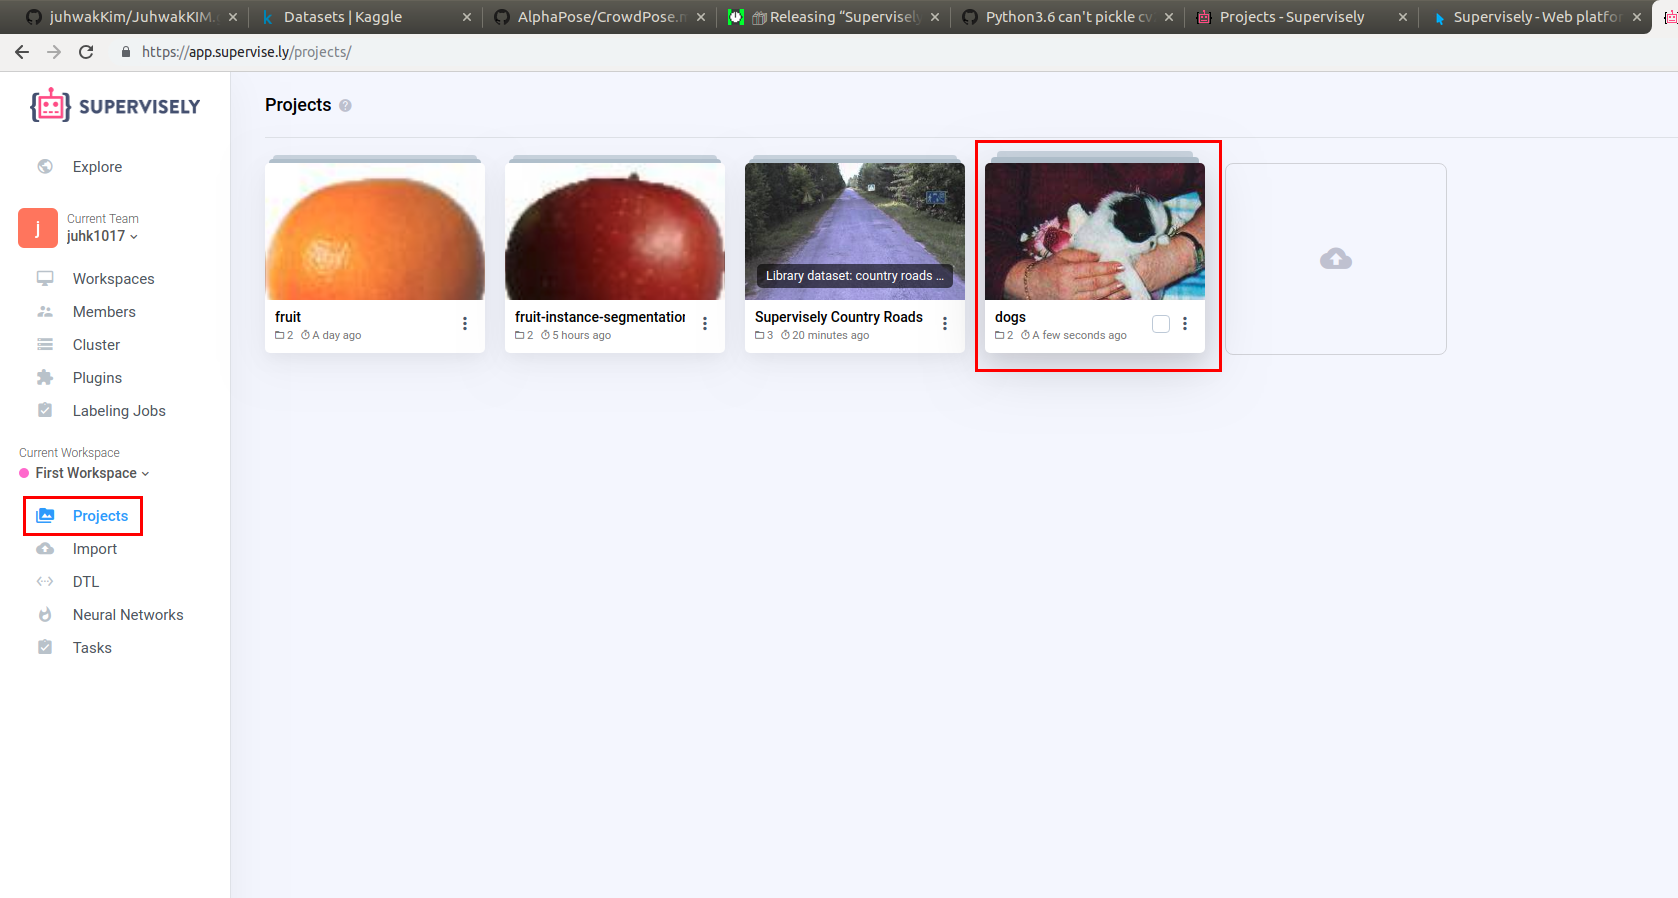 juhwakKim/JuhwakKIM.
Datasets | Kaggle
AlphaPose/CrowdPose.m
Releasing “Supervisely
Python3.6 can't pickle cv
Projects - Supervisely
Supervisely - Web platfor
https://app.supervise.ly/projects/
SUPERVISELY
Explore
j
Current Team
juhk1017
Workspaces
Members
Cluster
Plugins
Labeling Jobs
Current Workspace
First Workspace
Projects
Import
DTL
Neural Networks
Tasks
Projects ?
fruit
2 A day ago
fruit-instance-segmentation
2 5 hours ago
Library dataset: country roads ...
Supervisely Country Roads
3 20 minutes ago
dogs
2 A few seconds ago